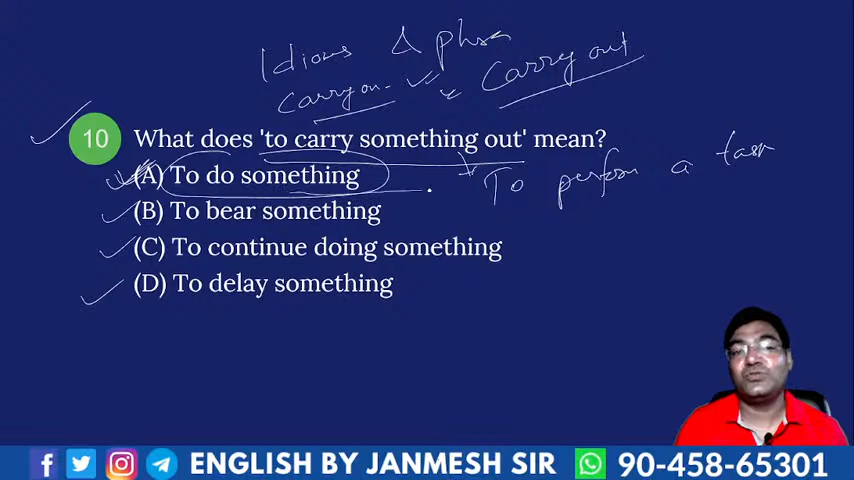 Idioms & phra
Carry on. Carry out
10 What does 'to carry something out' mean?
(A) To do something
To perform a task
(B) To bear something
(C) To continue doing something
(D) To delay something
ENGLISH BY JANMESH SIR 90-458-65301